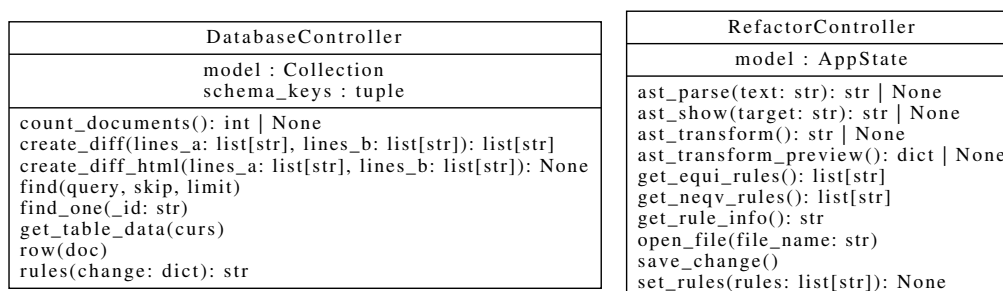 DatabaseController
model : Collection
schema_keys : tuple
count_documents(): int | None
create_diff(lines_a: list[str], lines_b: list[str]): list[str]
create_diff_html(lines_a: list[str], lines_b: list[str]): None
find(query, skip, limit)
find_one(_id: str)
get_table_data(curs)
row(doc)
rules(change: dict): str
RefactorController
model : AppState
ast_parse(text: str): str | None
ast_show(target: str): str | None
ast_transform(): str | None
ast_transform_preview(): dict | None
get_equi_rules(): list[str]
get_neqv_rules(): list[str]
get_rule_info(): str
open_file(file_name: str)
save_change()
set_rules(rules: list[str]): None